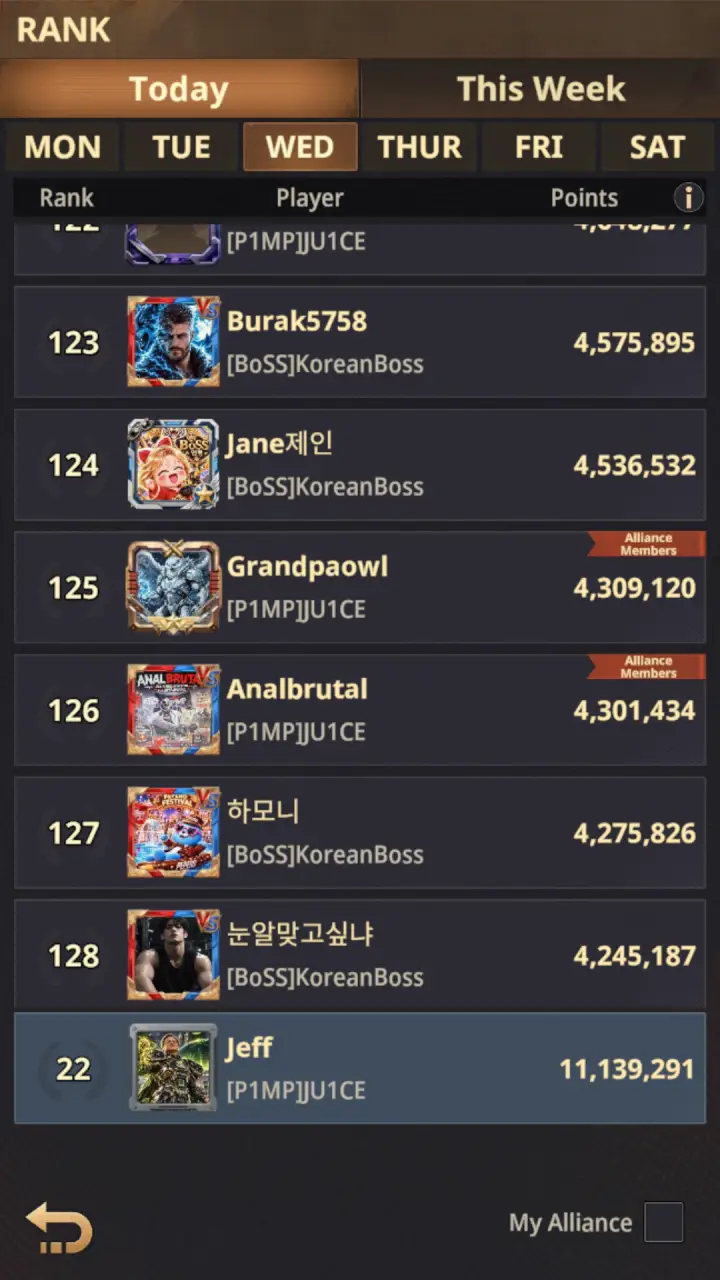 RANK
Today
This Week
MON
TUE
WED
THUR
FRI
SAT
Rank
Player
Points
[P1MP]JU1CE
123
Burak5758
4,575,895
[BoSS]KoreanBoss
124
Jane제인
4,536,532
[BoSS]KoreanBoss
Alliance
Members
125
Grandpaowl
4,309,120
[P1MP]JU1CE
Alliance
Members
126
Analbrutal
4,301,434
[P1MP]JU1CE
127
하모니
4,275,826
[BoSS]KoreanBoss
128
눈알맞고싶냐
4,245,187
[BoSS]KoreanBoss
22
Jeff
11,139,291
[P1MP]JU1CE
My Alliance